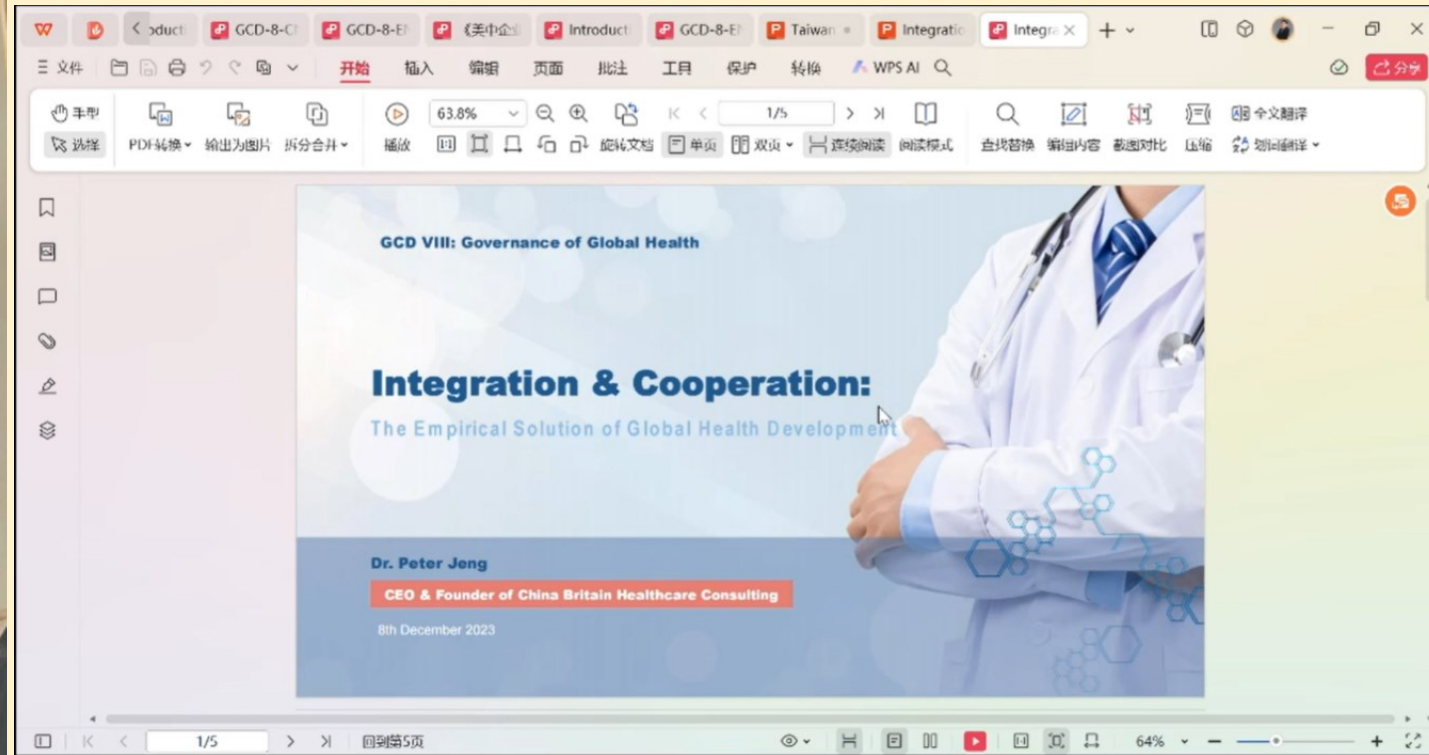 GCD-8-C
GCD-8-E
《美中企业
Introduct
GCD-8-E
Taiwan
Integratio
Integra
三 文件
开始
插入
编辑
页面
批注
工具
保护
转换
WPS AI
分享
手型
选择
PDF转换
输出为图片
拆分合并
播放
63.8%
旋转文档
1/5
单页
双页
连续阅读
阅读模式
查找替换
编辑内容
截图对比
压缩
全文翻译
划词翻译
GCD VIII: Governance of Global Health
Integration & Cooperation:
The Empirical Solution of Global Health Development
Dr. Peter Jeng
CEO & Founder of China Britain Healthcare Consulting
8th December 2023
1/5
回到第5页
64%